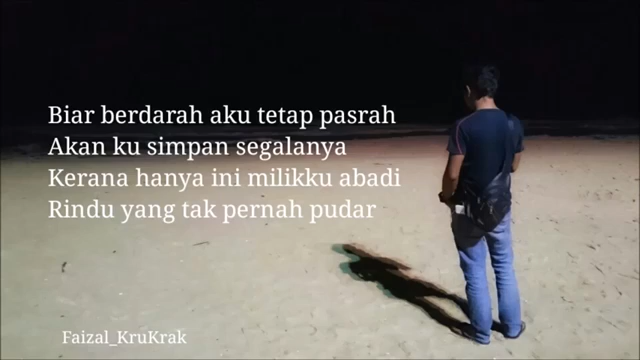 Biar berdarah aku tetap pasrah
Akan ku simpan segalanya
Kerana hanya ini milikku abadi
Rindu yang tak pernah pudar
Faizal_KruKrak